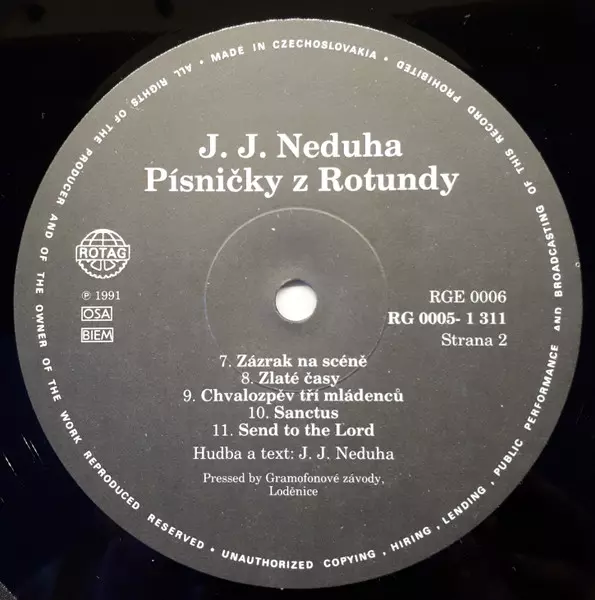 ALL RIGHTS OF THE PRODUCER AND OF THE OWNER OF THE WORK REPRODUCED RESERVED • UNAUTHORIZED COPYING, HIRING, LENDING, PUBLIC PERFORMANCE AND BROADCASTING OF THIS RECORD PROHIBITED • MADE IN CZECHOSLOVAKIA •
J. J. Neduha
Písničky z Rotundy
ROTAG
℗ 1991
OSA
BIEM
RGE 0006
RG 0005- 1 311
Strana 2
7. Zázrak na scéně
8. Zlaté časy
9. Chvalozpěv tří mládenců
10. Sanctus
11. Send to the Lord
Hudba a text: J. J. Neduha
Pressed by Gramofonové závody,
Loděnice